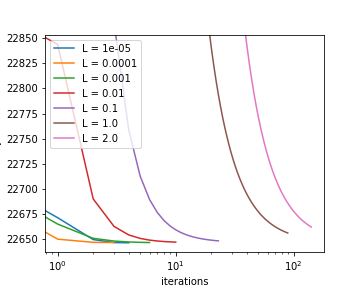 22850
22825
22800
22775
22750
22725
22700
22675
22650
L = 1e-05
L = 0.0001
L = 0.001
L = 0.01
L = 0.1
L = 1.0
L = 2.0
10⁰ 10¹ 10²
iterations